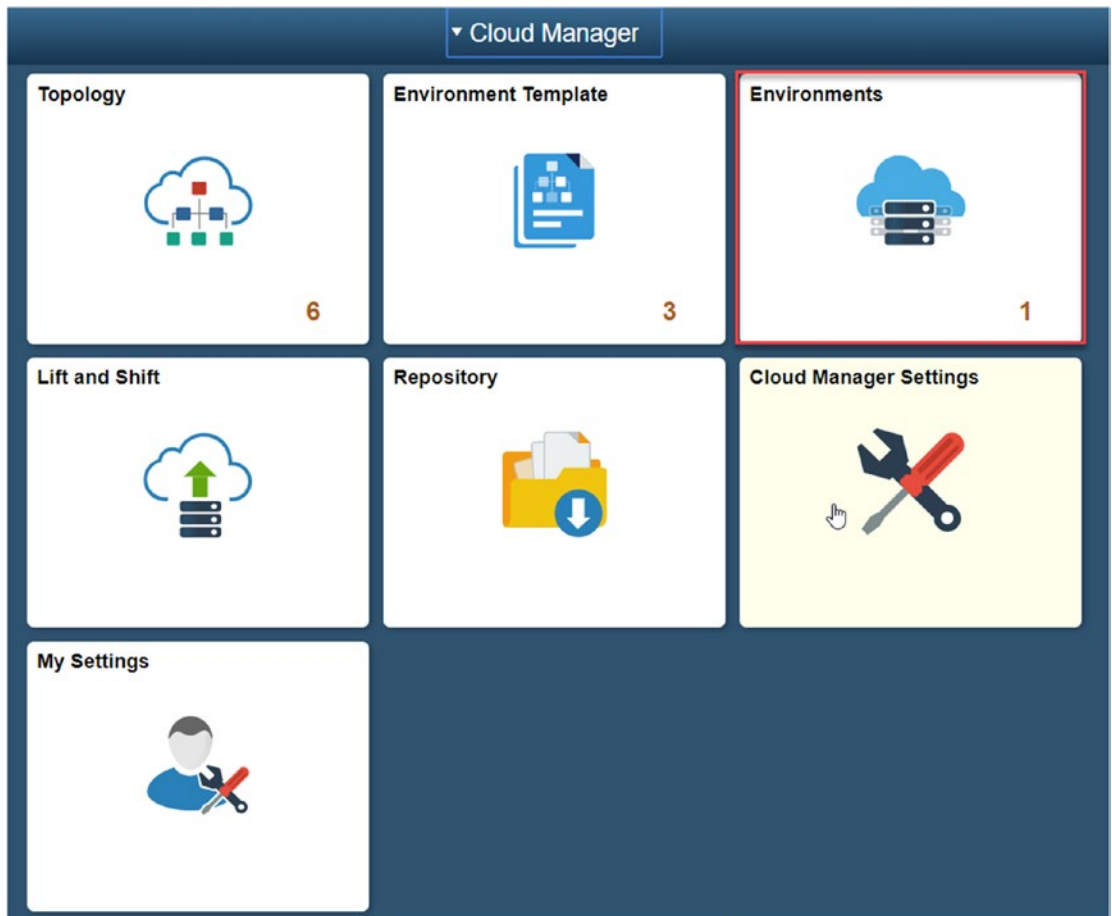 Cloud Manager
Topology
Environment Template
Environments
6
3
1
Lift and Shift
Repository
Cloud Manager Settings
My Settings